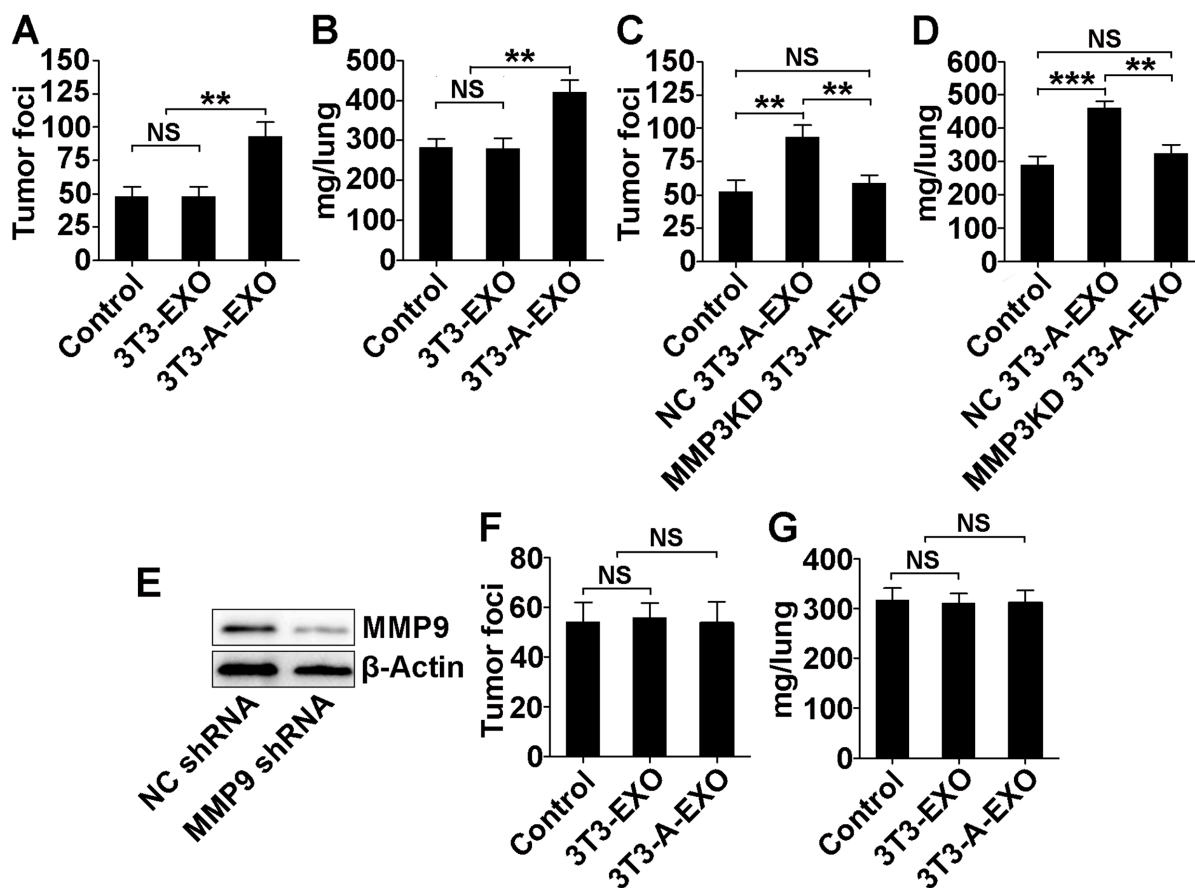 A
Tumor foci
150
125
100
75
50
25
0
NS
**
Control
3T3-EXO
3T3-A-EXO
B
mg/lung
500
400
300
200
100
0
NS
**
Control
3T3-EXO
3T3-A-EXO
C
Tumor foci
150
125
100
75
50
25
0
NS
**
**
Control
NC 3T3-A-EXO
MMP3KD 3T3-A-EXO
D
mg/lung
600
500
400
300
200
100
0
NS
***
**
Control
NC 3T3-A-EXO
MMP3KD 3T3-A-EXO
E
MMP9
β-Actin
NC shRNA
MMP9 shRNA
F
Tumor foci
80
60
40
20
0
NS
NS
Control
3T3-EXO
3T3-A-EXO
G
mg/lung
400
300
200
100
0
NS
NS
Control
3T3-EXO
3T3-A-EXO